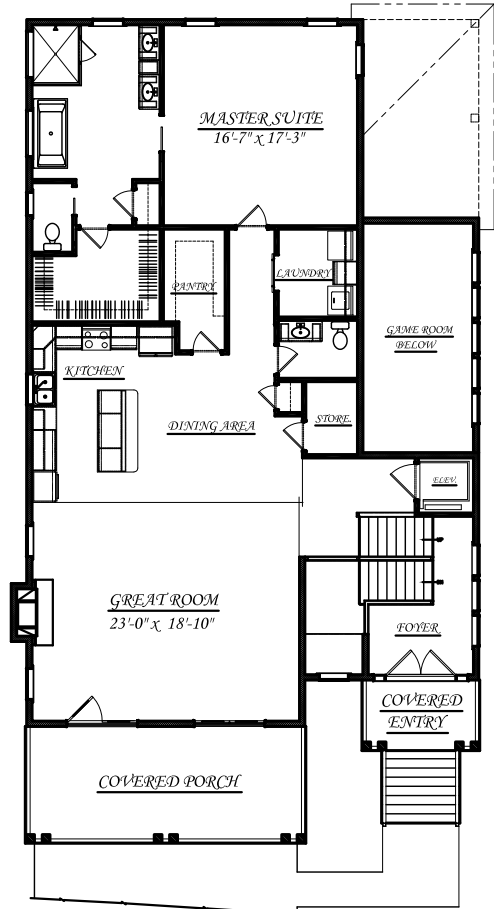 MASTER SUITE
16'-7" x 17'-3"
PANTRY
LAUNDRY
GAME ROOM
BELOW
KITCHEN
DINING AREA
STORE.
ELEV.
GREAT ROOM
23'-0" x 18'-10"
FOYER.
COVERED
ENTRY
COVERED PORCH